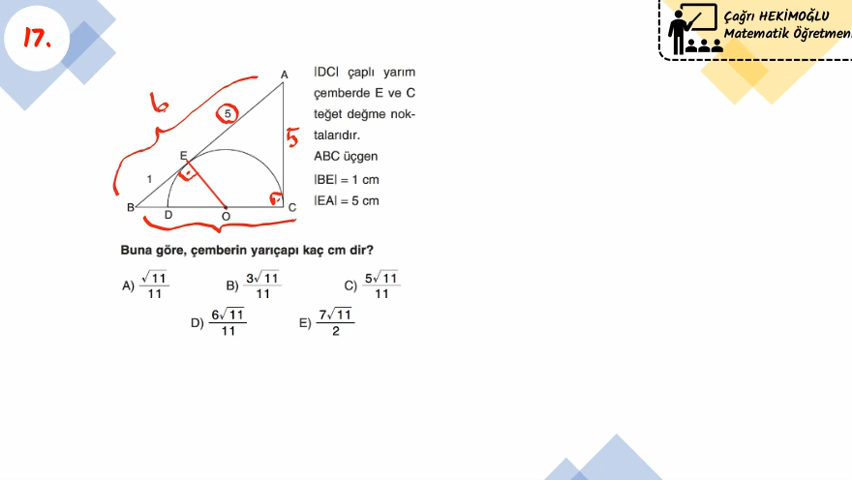 17.
Çağrı HEKİMOĞLU
Matematik Öğretmen
|DC| çaplı yarım
çemberde E ve C
teğet değme nok-
talarıdır.
ABC üçgen
|BE| = 1 cm
|EA| = 5 cm
A
6
5
5
E
1
B
D
O
C
Buna göre, çemberin yarıçapı kaç cm dir?
A) √11/11
B) 3√11/11
C) 5√11/11
D) 6√11/11
E) 7√11/2